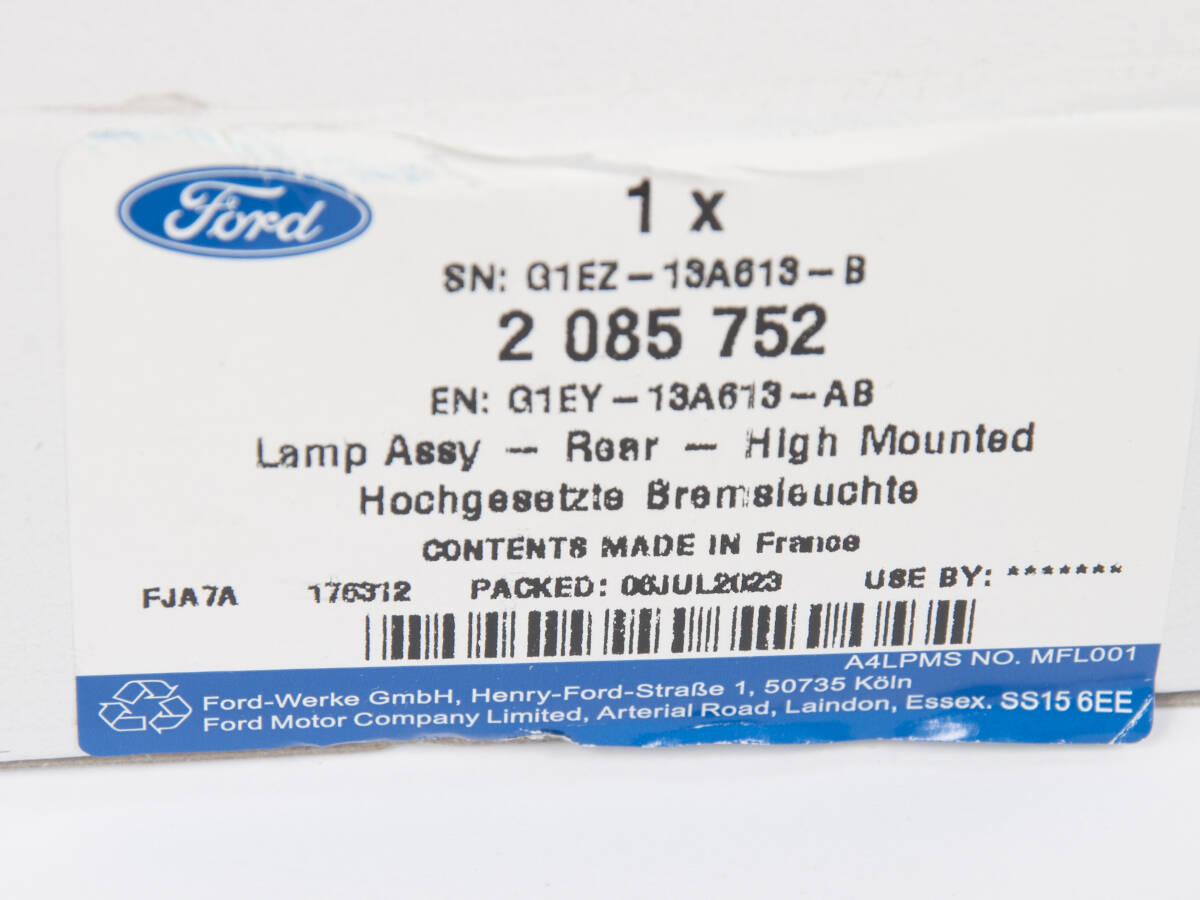 Ford
1 x
SN: G1EZ-13A613-B
2 085 752
EN: G1EY-13A613-AB
Lamp Assy - Rear - High Mounted
Hochgesetzte Bremsleuchte
CONTENTS MADE IN France
FJA7A 176312 PACKED: 06JUL2023 USE BY: *******
A4LPMS NO. MFL001
Ford-Werke GmbH, Henry-Ford-Straße 1, 50735 Köln
Ford Motor Company Limited, Arterial Road, Laindon, Essex. SS15 6EE